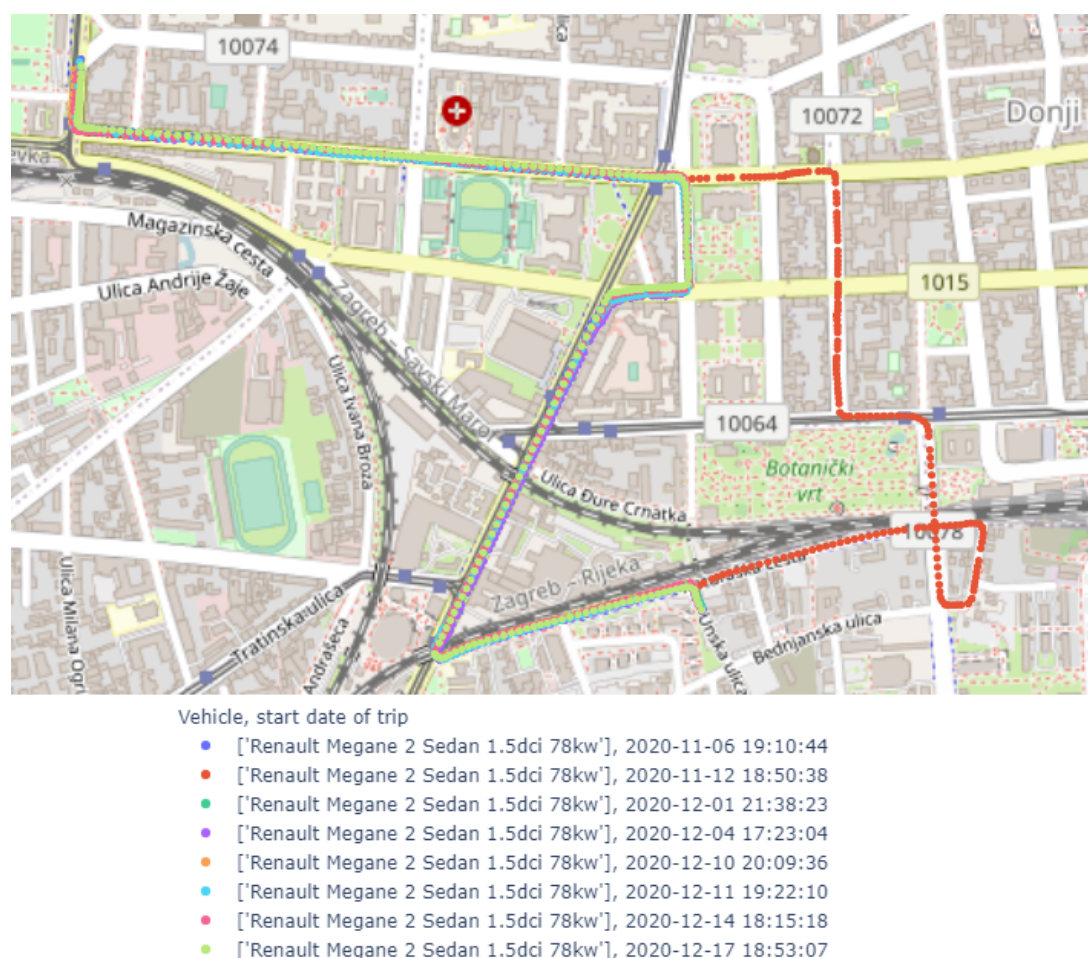 10074
Ulica
10072
Donji
evka
Magazinska cesta
Ulica Andrije Žaje
1015
Zagreb – Savski Marof
Ulica Ivana Broza
10064
Botanički
vrt
Ulica Đure Crnatka
10078
Zagreb – Rijeka
cesta
Ulica Milana Ogri
Tratinska ulica
Andrašeca
Unska ulica
Bednjanska ulica
Vehicle, start date of trip
['Renault Megane 2 Sedan 1.5dci 78kw'], 2020-11-06 19:10:44
['Renault Megane 2 Sedan 1.5dci 78kw'], 2020-11-12 18:50:38
['Renault Megane 2 Sedan 1.5dci 78kw'], 2020-12-01 21:38:23
['Renault Megane 2 Sedan 1.5dci 78kw'], 2020-12-04 17:23:04
['Renault Megane 2 Sedan 1.5dci 78kw'], 2020-12-10 20:09:36
['Renault Megane 2 Sedan 1.5dci 78kw'], 2020-12-11 19:22:10
['Renault Megane 2 Sedan 1.5dci 78kw'], 2020-12-14 18:15:18
['Renault Megane 2 Sedan 1.5dci 78kw'], 2020-12-17 18:53:07